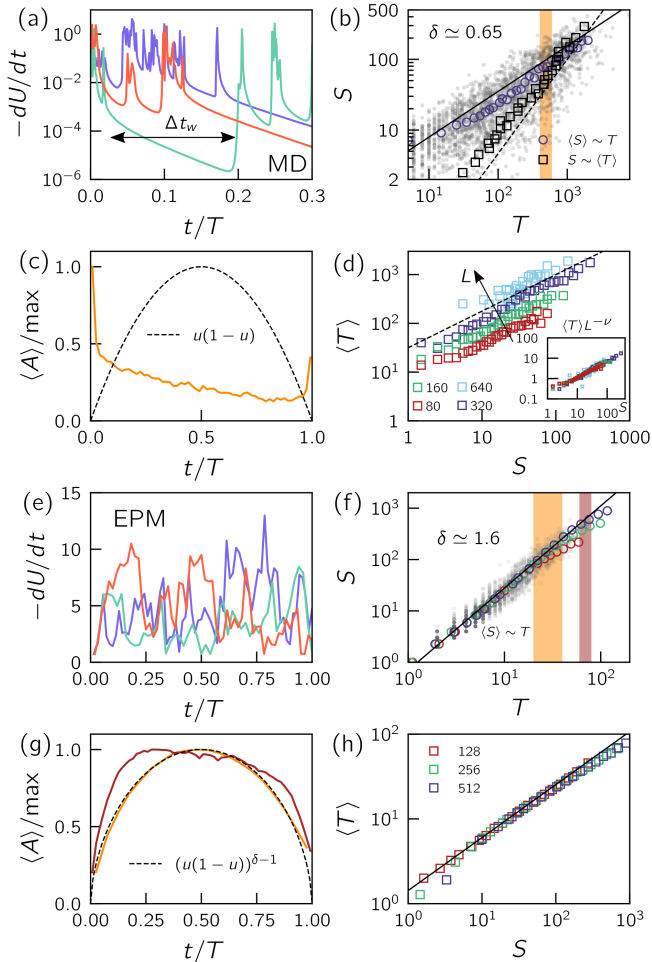 (a)
−dU/dt
10⁰
10⁻²
10⁻⁴
10⁻⁶
Δt_w
MD
0.0 0.1 0.2 0.3
t/T
(b)
S
500
100
10
2
δ ≃ 0.65
⟨S⟩ ∼ T
S ∼ ⟨T⟩
10¹ 10³
T
(c)
⟨A⟩/max
1.0
0.5
0.0
u(1 − u)
0.0 0.5 1.0
t/T
(d)
⟨T⟩
10³
10²
10¹
1
L
160 640
80 320
⟨T⟩L^−ν
100
10
1
0.1
1 10 100 S
1 10 100 1000
S
(e)
−dU/dt
15
10
5
0
EPM
0.00 0.25 0.50 0.75 1.00
t/T
(f)
S
10³
10²
10¹
10⁰
δ ≃ 1.6
⟨S⟩ ∼ T
10⁰ 10¹ 10²
T
(g)
⟨A⟩/max
1.0
0.5
0.0
(u(1 − u))^δ−1
0.00 0.25 0.50 0.75 1.00
t/T
(h)
⟨T⟩
10²
10¹
10⁰
128
256
512
10⁰ 10¹ 10² 10³
S